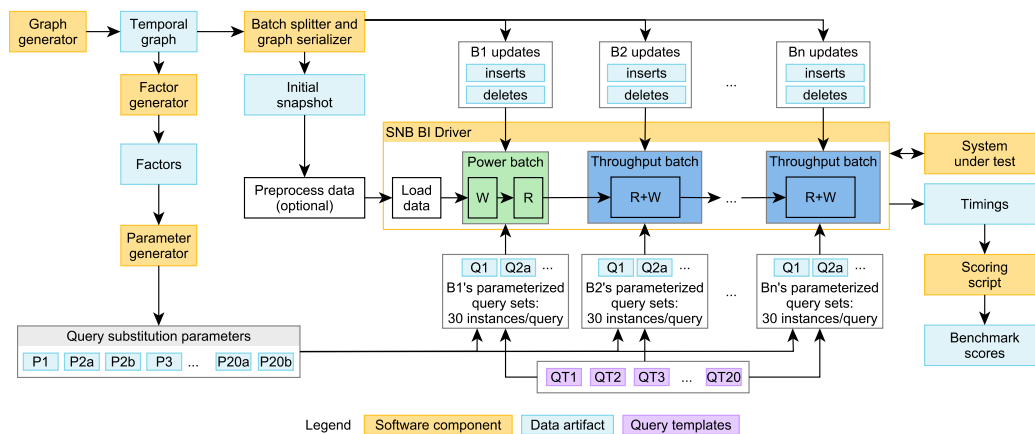 Graph
generator
Temporal
graph
Batch splitter and
graph serializer
B1 updates
inserts
deletes
B2 updates
inserts
deletes
...
Bn updates
inserts
deletes
Factor
generator
Initial
snapshot
Factors
SNB BI Driver
Power batch
W
R
Throughput batch
R+W
...
Throughput batch
R+W
System
under test
Preprocess data
(optional)
Load
data
Timings
Parameter
generator
Q1 Q2a ...
B1's parameterized
query sets:
30 instances/query
Q1 Q2a ...
B2's parameterized
query sets:
30 instances/query
...
Q1 Q2a ...
Bn's parameterized
query sets:
30 instances/query
Scoring
script
Query substitution parameters
P1 P2a P2b P3 ... P20a P20b
Benchmark
scores
QT1 QT2 QT3 ... QT20
Legend Software component Data artifact Query templates